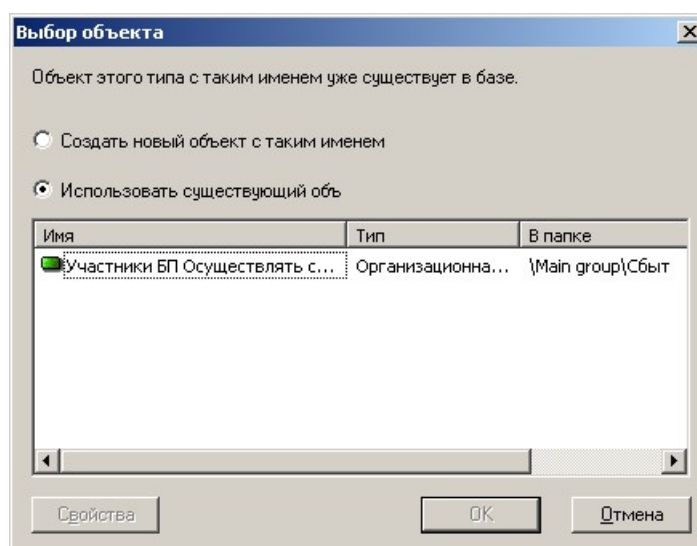 Выбор объекта
Объект этого типа с таким именем уже существует в базе.
Создать новый объект с таким именем
Использовать существующий объ
Имя Тип В папке
Участники БП Осуществлять с... Организационна... \Main group\Сбыт
Свойства OK Отмена